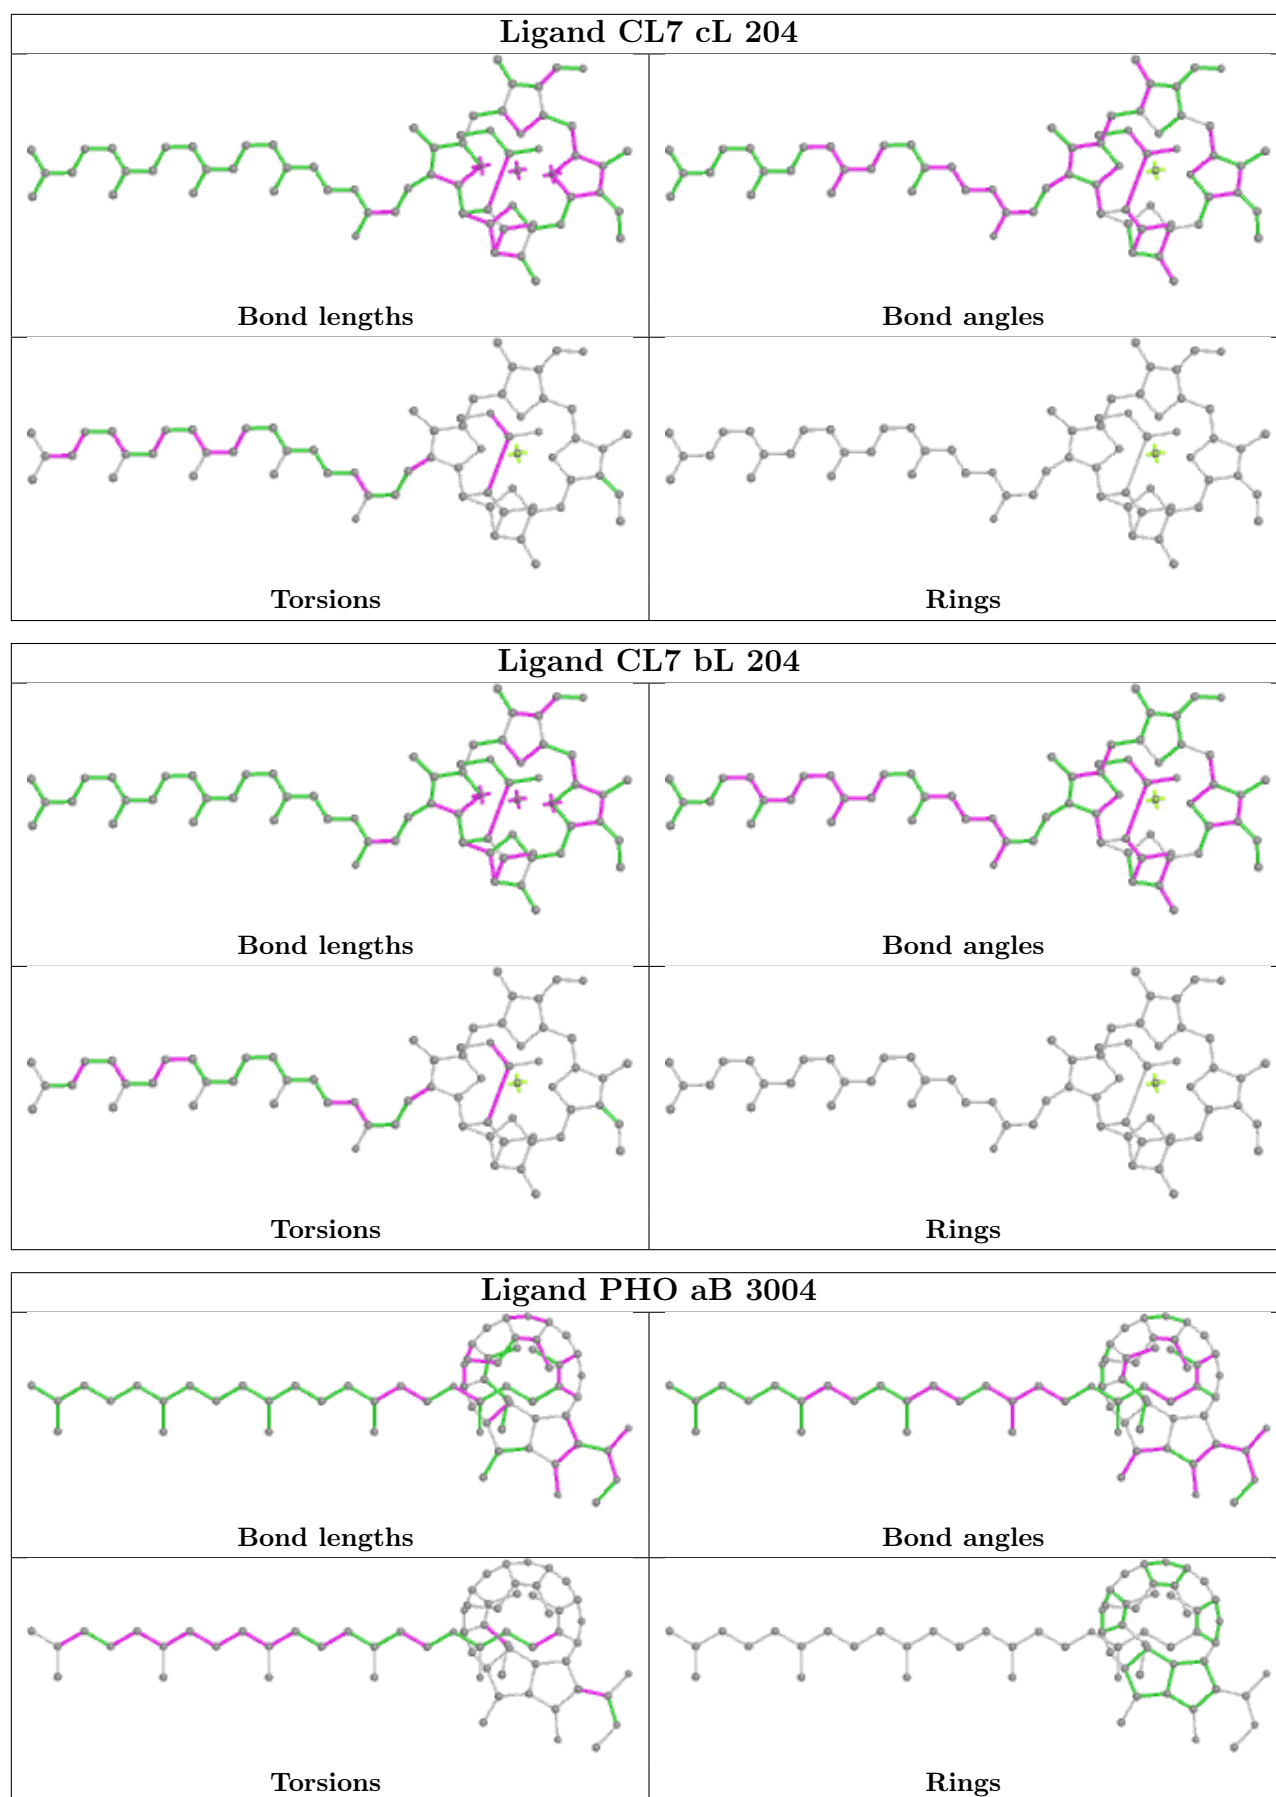 Ligand CL7 cL 204
Bond lengths
Bond angles
Torsions
Rings
Ligand CL7 bL 204
Bond lengths
Bond angles
Torsions
Rings
Ligand PHO aB 3004
Bond lengths
Bond angles
Torsions
Rings